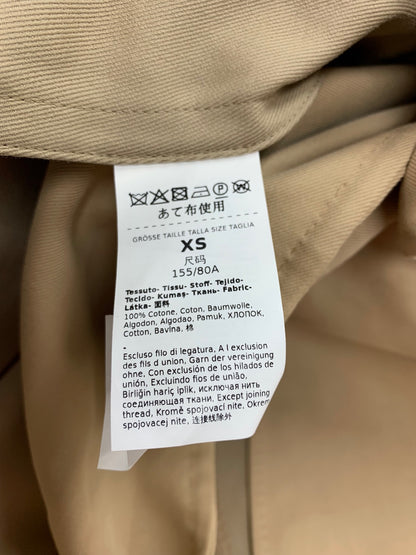 あて布使用
GRÖSSE TAILLE TALLA SIZE TAGLIA
XS
尺码
155/80A
Tessuto- Tissu- Stoff- Tejido-
Tecido- Kumaş- Ткань- Fabric-
Látka- 面料
100% Cotone, Coton, Baumwolle,
Algodon, Algodao, Pamuk, ХЛОПОК,
Cotton, Bavlna, 棉
-
Escluso filo di legatura, A l exclusion
des fils d union, Garn der vereinigung
ohne, Con exclusión de los hilados de
unión, Excluindo fios de união,
Birliğin hariç iplik, исключая нить
соединяющая ткани, Except joining
thread, Kromě spojovací nite, Okrem
spojovacej nite, 连接线除外